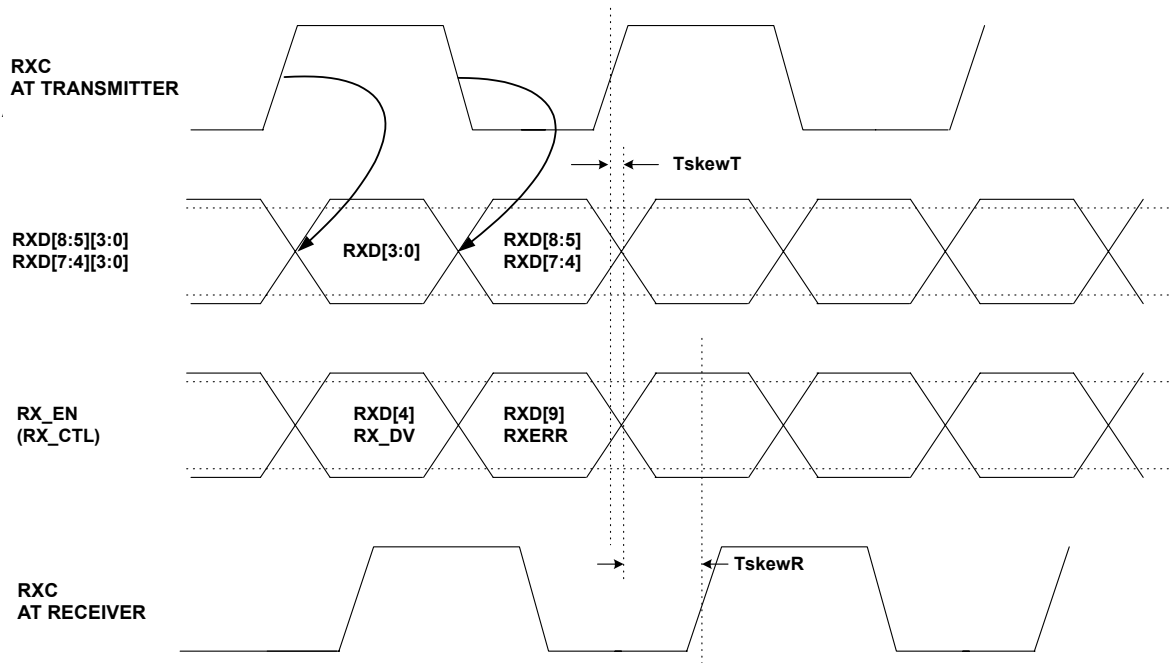 RXC
AT TRANSMITTER
TskewT
RXD[8:5][3:0]
RXD[7:4][3:0]
RXD[3:0]
RXD[8:5]
RXD[7:4]
RX_EN
(RX_CTL)
RXD[4]
RX_DV
RXD[9]
RXERR
TskewR
RXC
AT RECEIVER